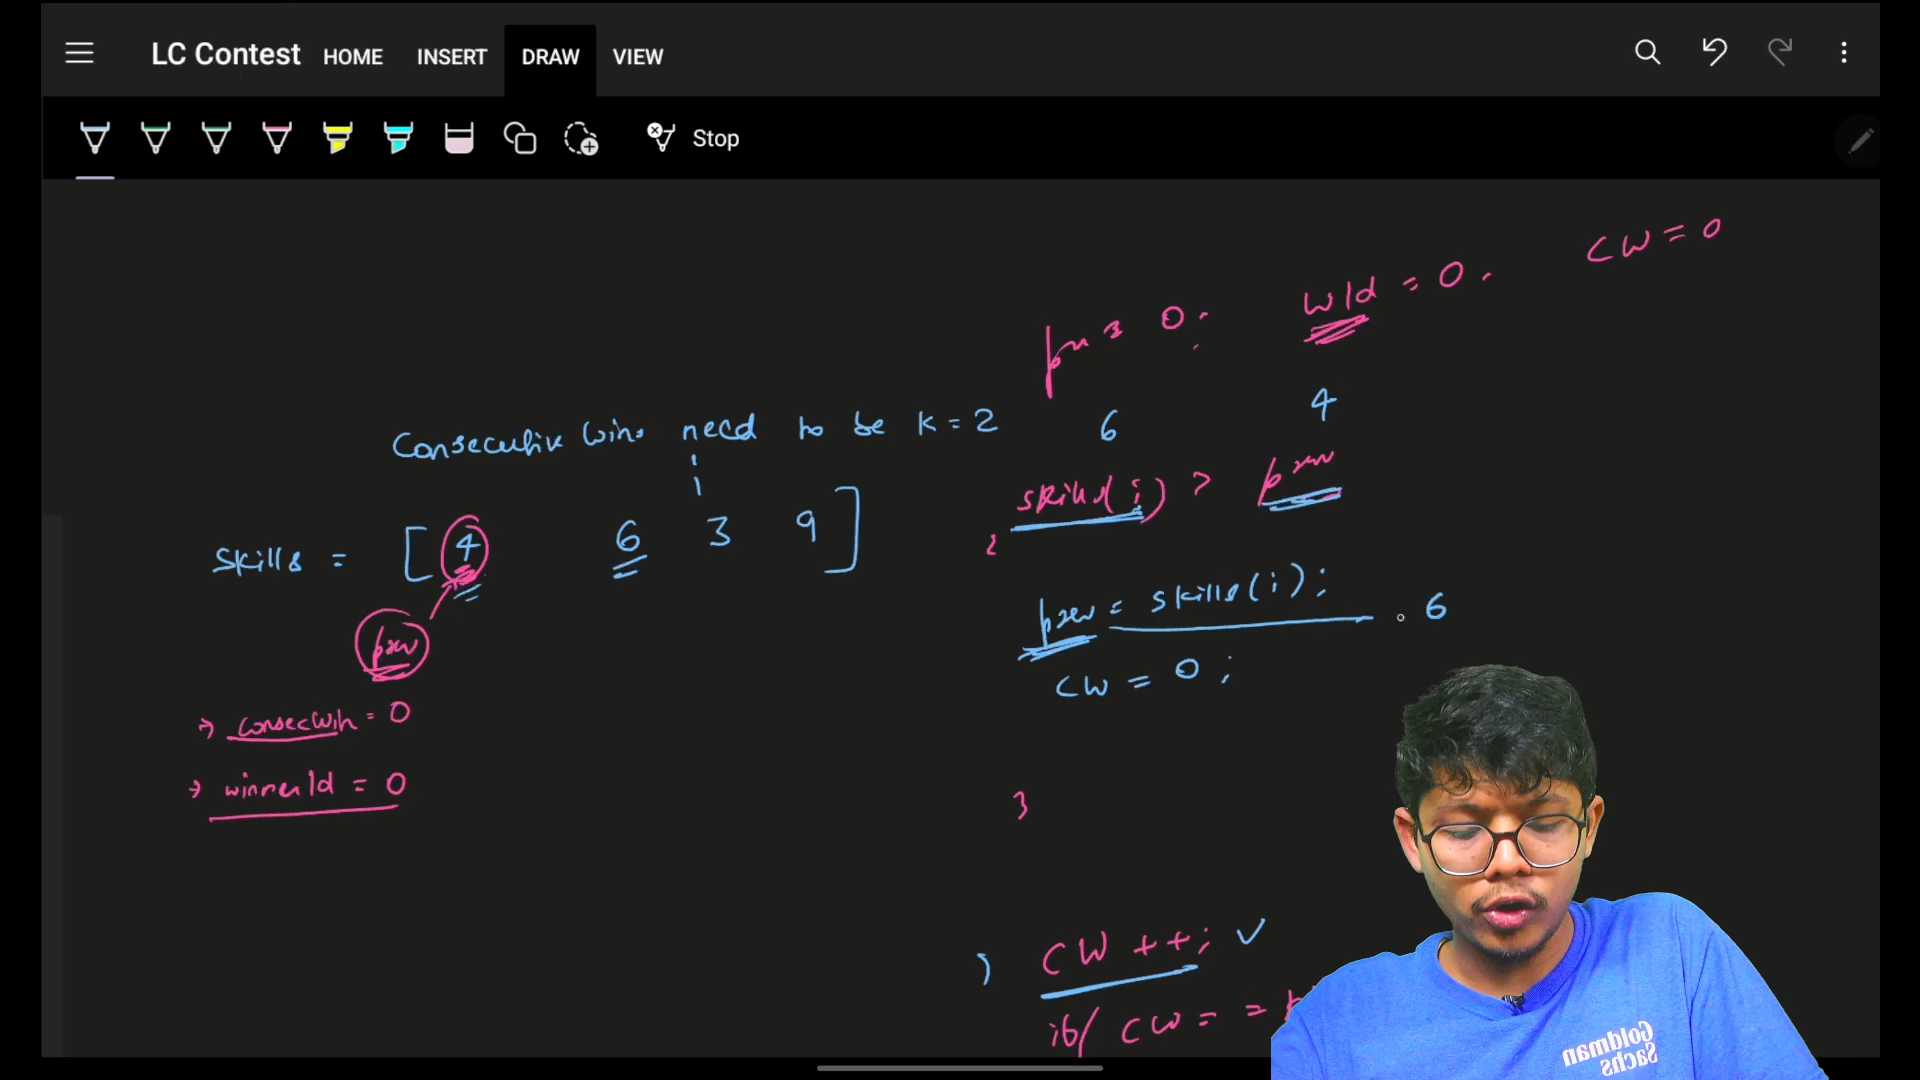 LC Contest HOME INSERT DRAW VIEW
Stop
CW = 0
WId = 0
= 0;
Consecutive Wins need to be k = 2
6
4
skills(i) > prev
{
skills = [ 4 6 3 9 ]
prev
prev = skills(i); 6
CW = 0;
→ consecWin = 0
→ winnerId = 0
}
CW ++; ✓
if( CW = =
Goldman
Sachs